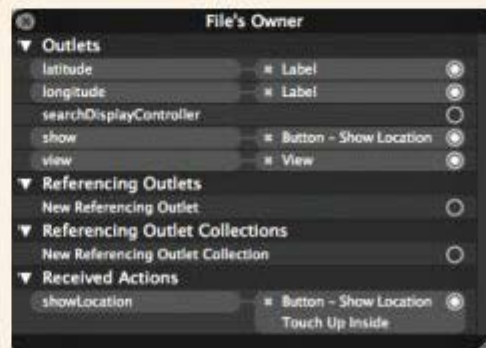 File's Owner
▼ Outlets
latitude × Label
longitude × Label
searchDisplayController
show × Button - Show Location
view × View
▼ Referencing Outlets
New Referencing Outlet
▼ Referencing Outlet Collections
New Referencing Outlet Collection
▼ Received Actions
showLocation × Button - Show Location
Touch Up Inside